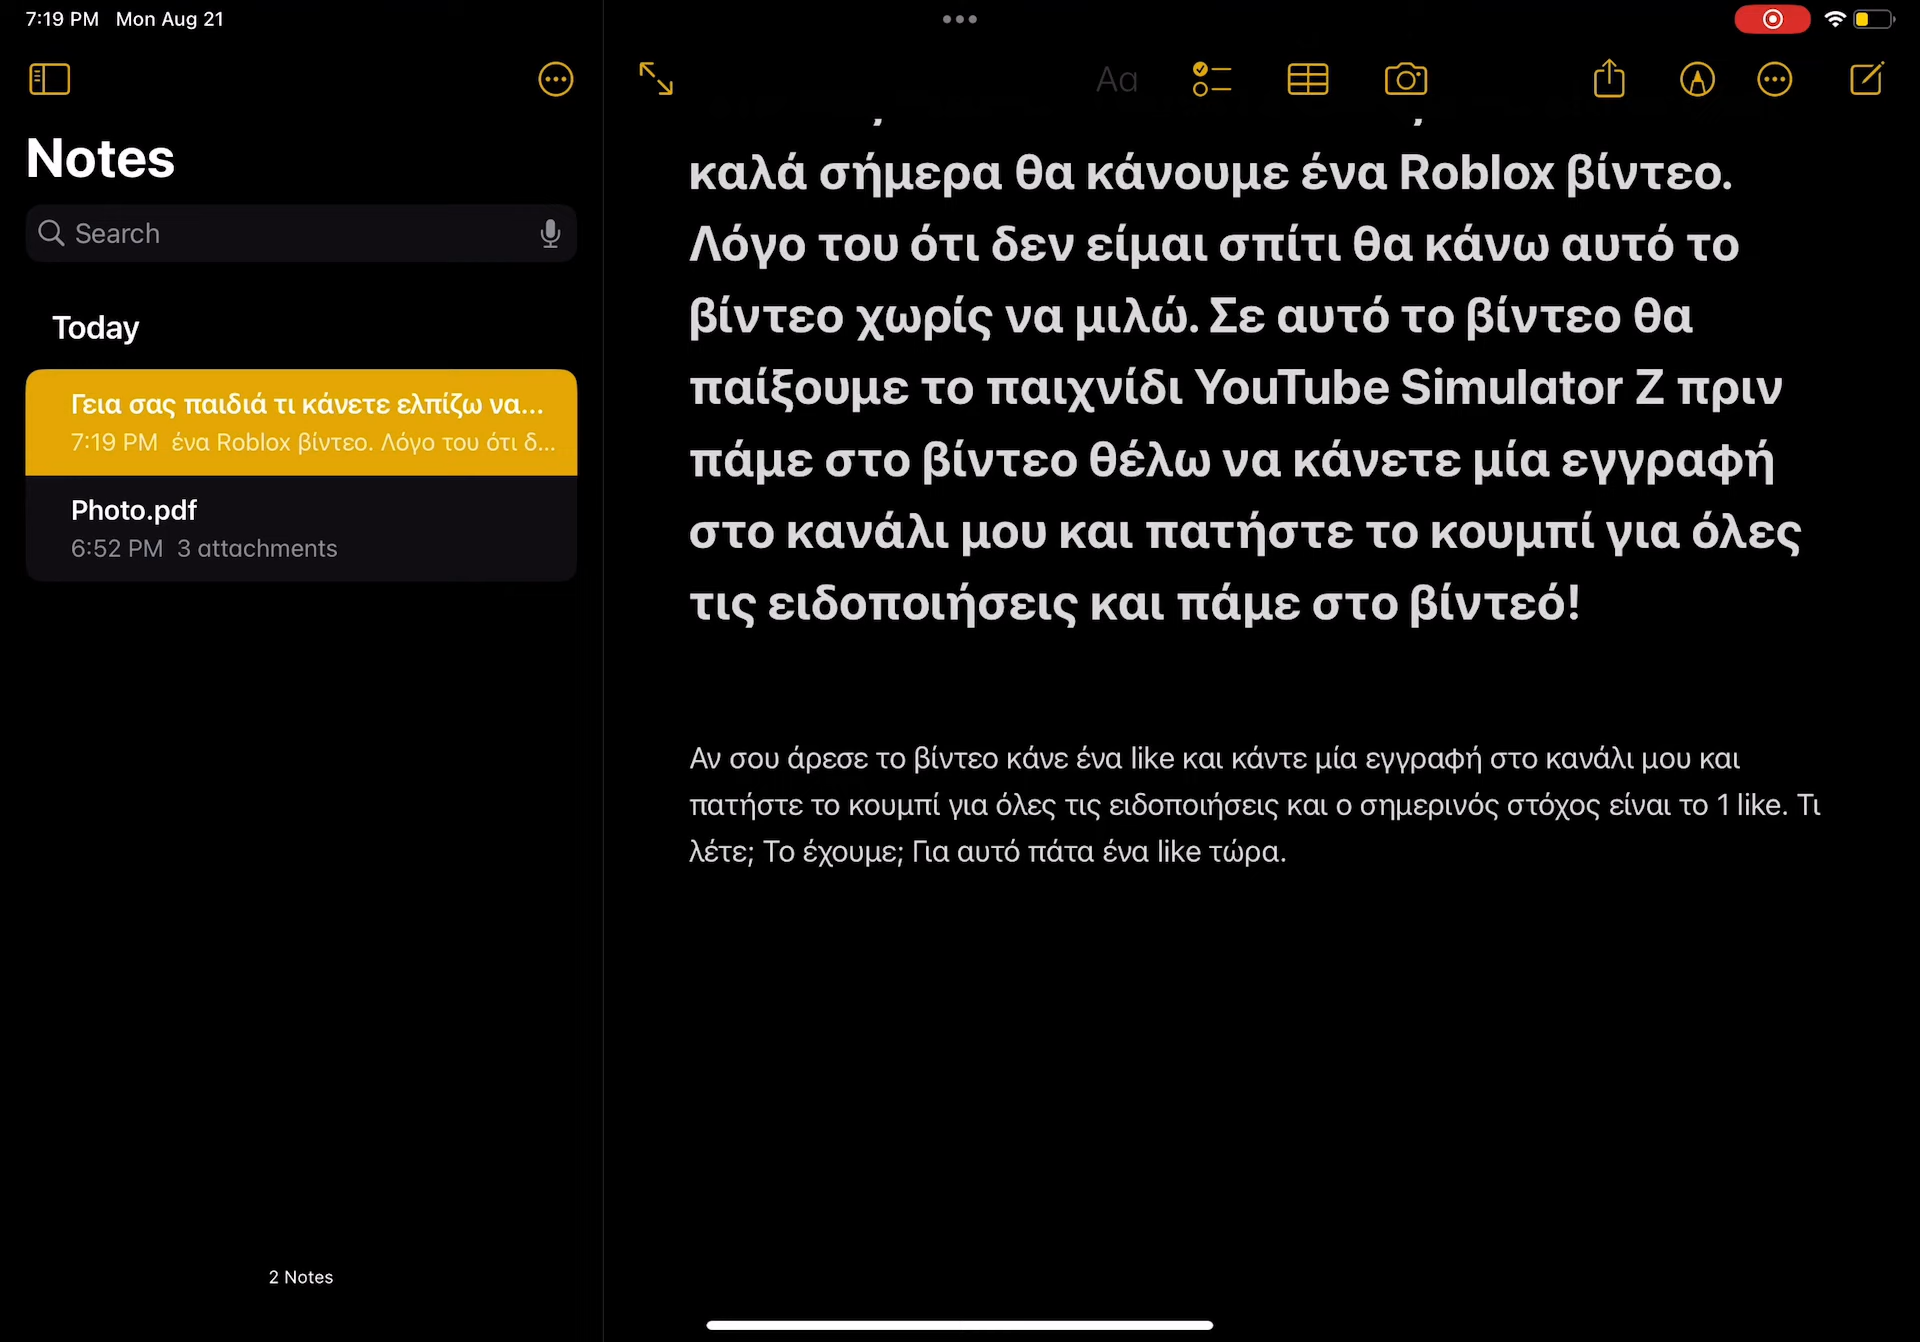 7:19 PM Mon Aug 21
Aa
Notes
Search
Today
Γεια σας παιδιά τι κάνετε ελπίζω να...
7:19 PM ένα Roblox βίντεο. Λόγο του ότι δ...
Photo.pdf
6:52 PM 3 attachments
2 Notes
καλά σήμερα θα κάνουμε ένα Roblox βίντεο.
Λόγο του ότι δεν είμαι σπίτι θα κάνω αυτό το
βίντεο χωρίς να μιλώ. Σε αυτό το βίντεο θα
παίξουμε το παιχνίδι YouTube Simulator Z πριν
πάμε στο βίντεο θέλω να κάνετε μία εγγραφή
στο κανάλι μου και πατήστε το κουμπί για όλες
τις ειδοποιήσεις και πάμε στο βίντεό!
Αν σου άρεσε το βίντεο κάνε ένα like και κάντε μία εγγραφή στο κανάλι μου και
πατήστε το κουμπί για όλες τις ειδοποιήσεις και ο σημερινός στόχος είναι το 1 like. Τι
λέτε; Το έχουμε; Για αυτό πάτα ένα like τώρα.